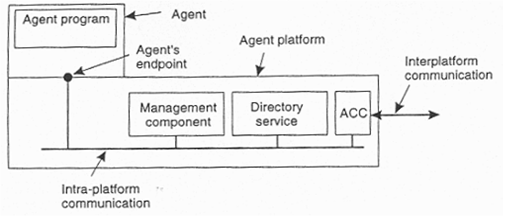 Agent program
Agent
Agent's
endpoint
Agent platform
Interplatform
communication
Management
component
Directory
service
ACC
Intra-platform
communication